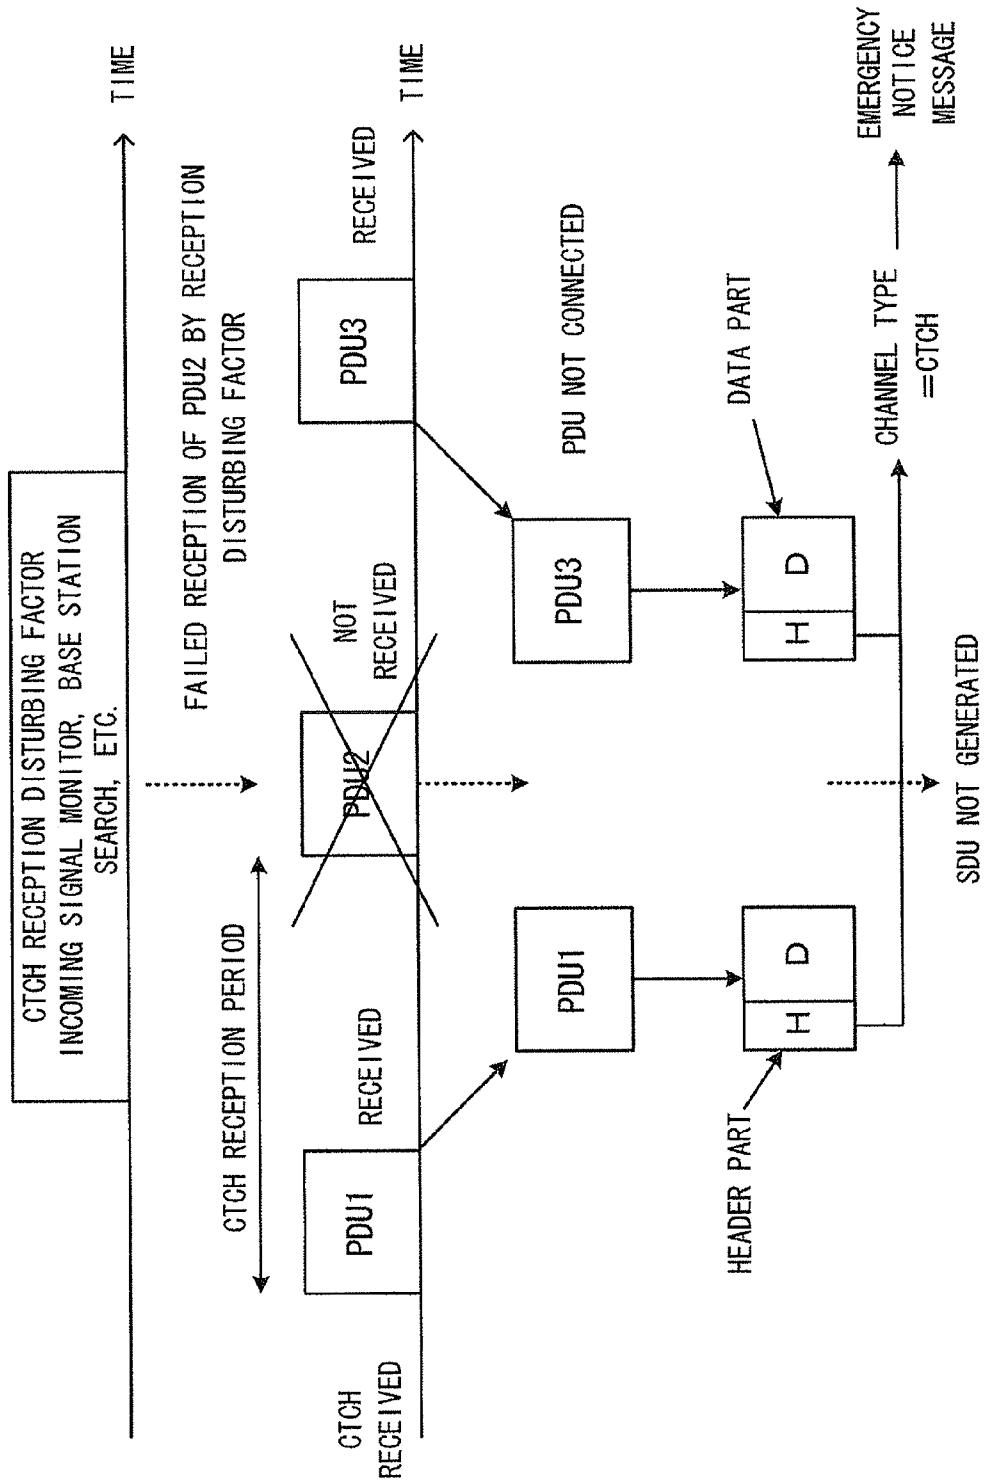 CTCH RECEPTION DISTURBING FACTOR
INCOMING SIGNAL MONITOR, BASE STATION
SEARCH, ETC.
TIME
FAILED RECEPTION OF PDU2 BY RECEPTION
DISTURBING FACTOR
CTCH RECEPTION PERIOD
CTCH
RECEIVED
PDU1
RECEIVED
PDU2
NOT
RECEIVED
PDU3
RECEIVED
TIME
PDU1
PDU3
PDU NOT CONNECTED
HEADER PART
H
D
H
D
DATA PART
CHANNEL TYPE
=CTCH
EMERGENCY
NOTICE
MESSAGE
SDU NOT GENERATED